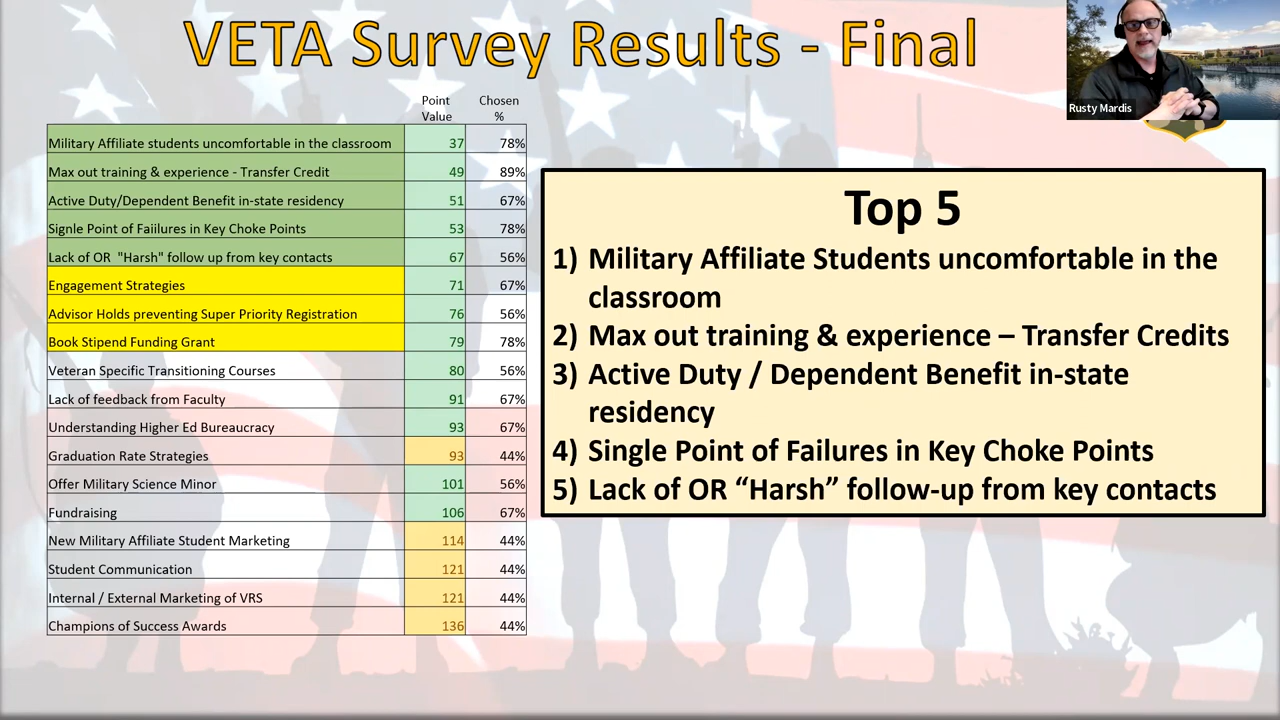 VETA Survey Results - Final
Rusty Mardis
Point Value Chosen %
Military Affiliate students uncomfortable in the classroom 37 78%
Max out training & experience - Transfer Credit 49 89%
Active Duty/Dependent Benefit in-state residency 51 67%
Signle Point of Faiilures in Key Choke Points 53 78%
Lack of OR "Harsh" follow up from key contacts 67 56%
Engagement Strategies 71 67%
Advisor Holds preventing Super Priority Registration 76 56%
Book Stipend Funding Grant 79 78%
Veteran Specific Transitioning Courses 80 56%
Lack of feedback from Faculty 91 67%
Understanding Higher Ed Bureaucracy 93 67%
Graduation Rate Strategies 93 44%
Offer Military Science Minor 101 56%
Fundraising 106 67%
New Military Affiliate Student Marketing 114 44%
Student Communication 121 44%
Internal / External Marketing of VRS 121 44%
Champions of Success Awards 136 44%
Top 5
1) Military Affiliate Students uncomfortable in the
classroom
2) Max out training & experience – Transfer Credits
3) Active Duty / Dependent Benefit in-state
residency
4) Single Point of Failures in Key Choke Points
5) Lack of OR “Harsh” follow-up from key contacts